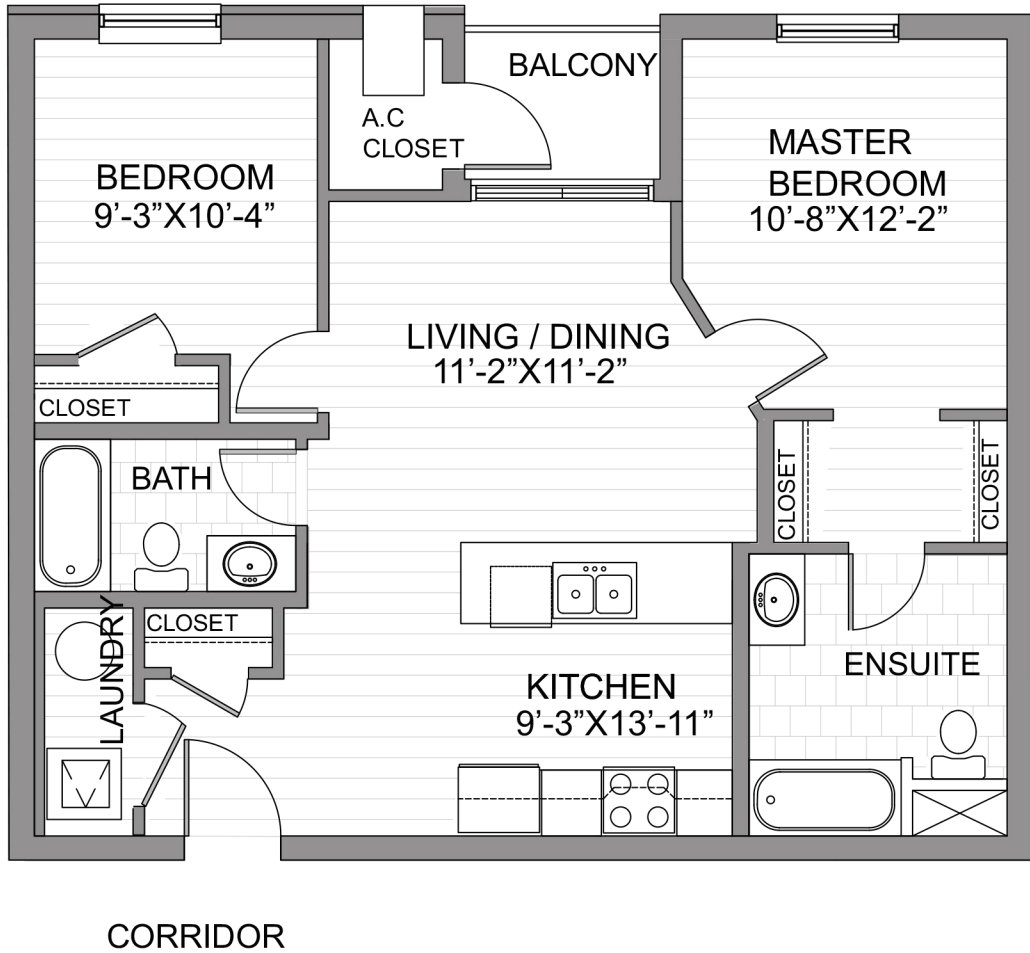 BALCONY
A.C
CLOSET
MASTER
BEDROOM
10’-8”X12’-2”
BEDROOM
9’-3”X10’-4”
LIVING / DINING
11’-2”X11’-2”
CLOSET
BATH
CLOSET
CLOSET
LAUNDRY
CLOSET
ENSUITE
KITCHEN
9’-3”X13’-11”
CORRIDOR